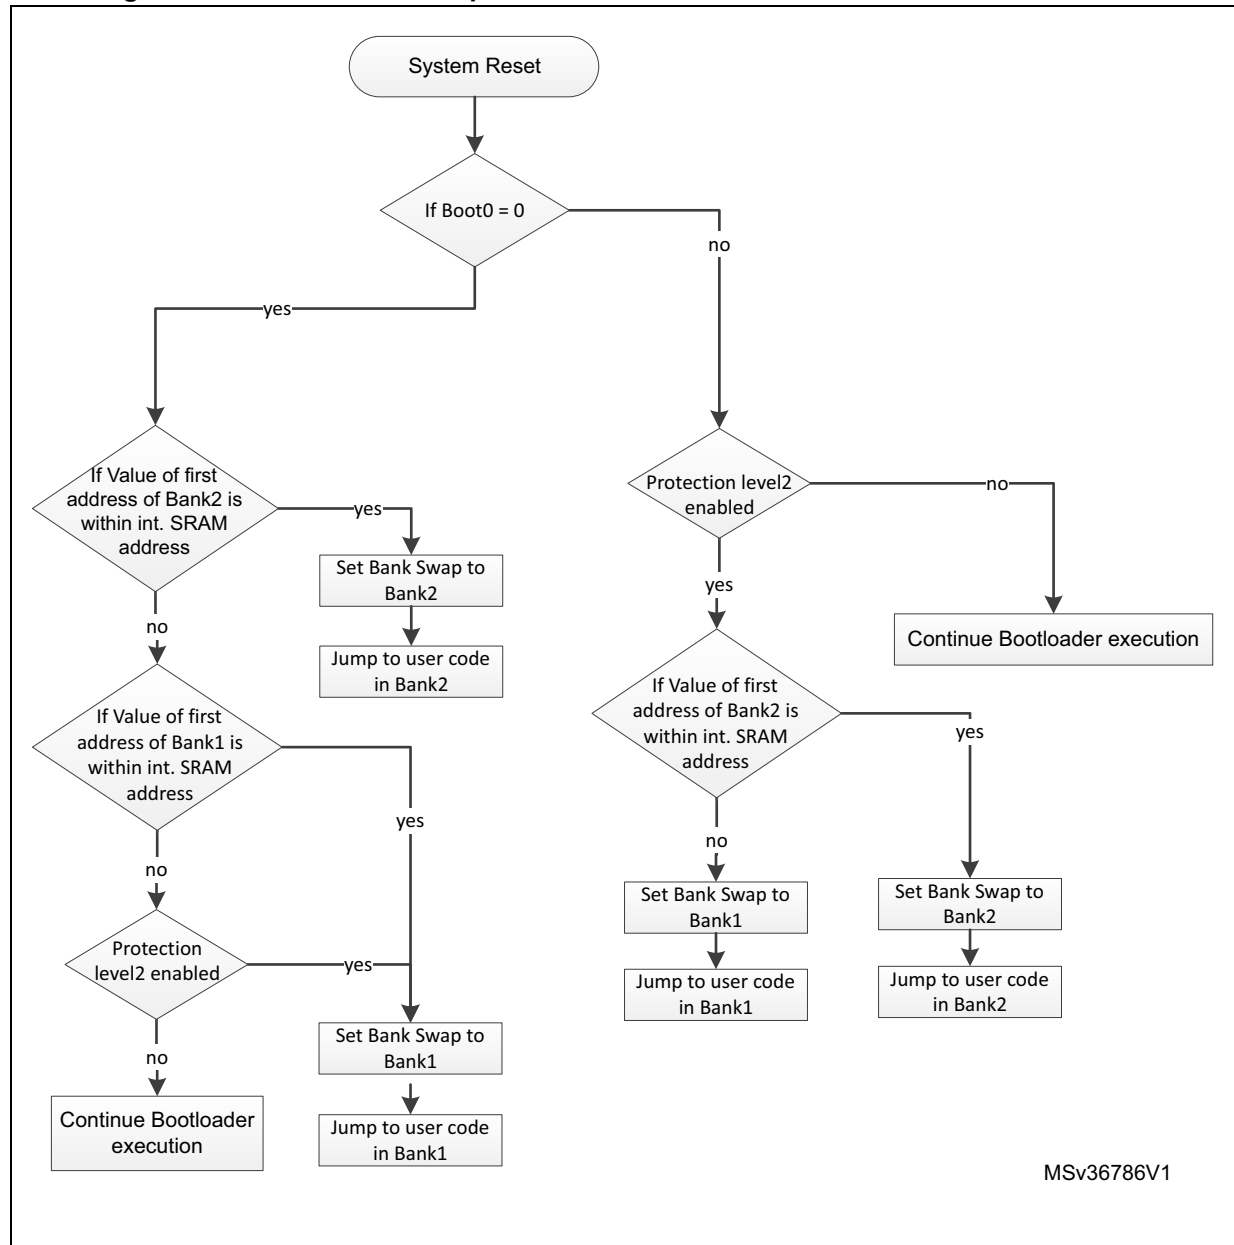 System Reset
If Boot0 = 0
no
yes
If Value of first
address of Bank2 is
within int. SRAM
address
yes
Set Bank Swap to
Bank2
Jump to user code
in Bank2
no
If Value of first
address of Bank1 is
within int. SRAM
address
yes
no
Protection
level2 enabled
yes
Set Bank Swap to
Bank1
Jump to user code
in Bank1
no
Continue Bootloader
execution
Protection level2
enabled
no
Continue Bootloader execution
yes
If Value of first
address of Bank2 is
within int. SRAM
address
yes
no
Set Bank Swap to
Bank1
Jump to user code
in Bank1
Set Bank Swap to
Bank2
Jump to user code
in Bank2
MSv36786V1